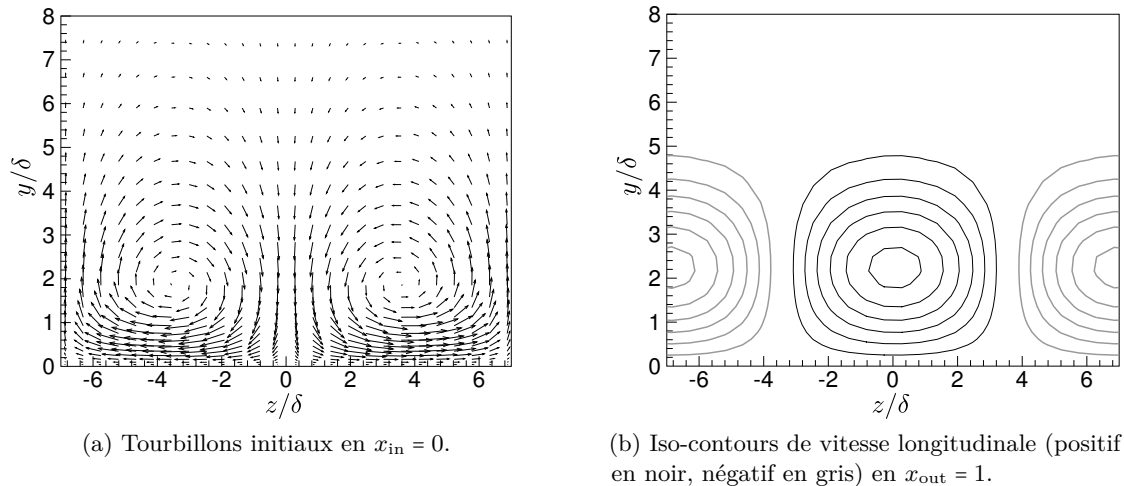 8
7
6
5
4
3
2
1
0
y/δ
-6 -4 -2 0 2 4 6
z/δ
(a) Tourbillons initiaux en x_in = 0.
8
7
6
5
4
3
2
1
0
y/δ
-6 -4 -2 0 2 4 6
z/δ
(b) Iso-contours de vitesse longitudinale (positif
en noir, négatif en gris) en x_out = 1.